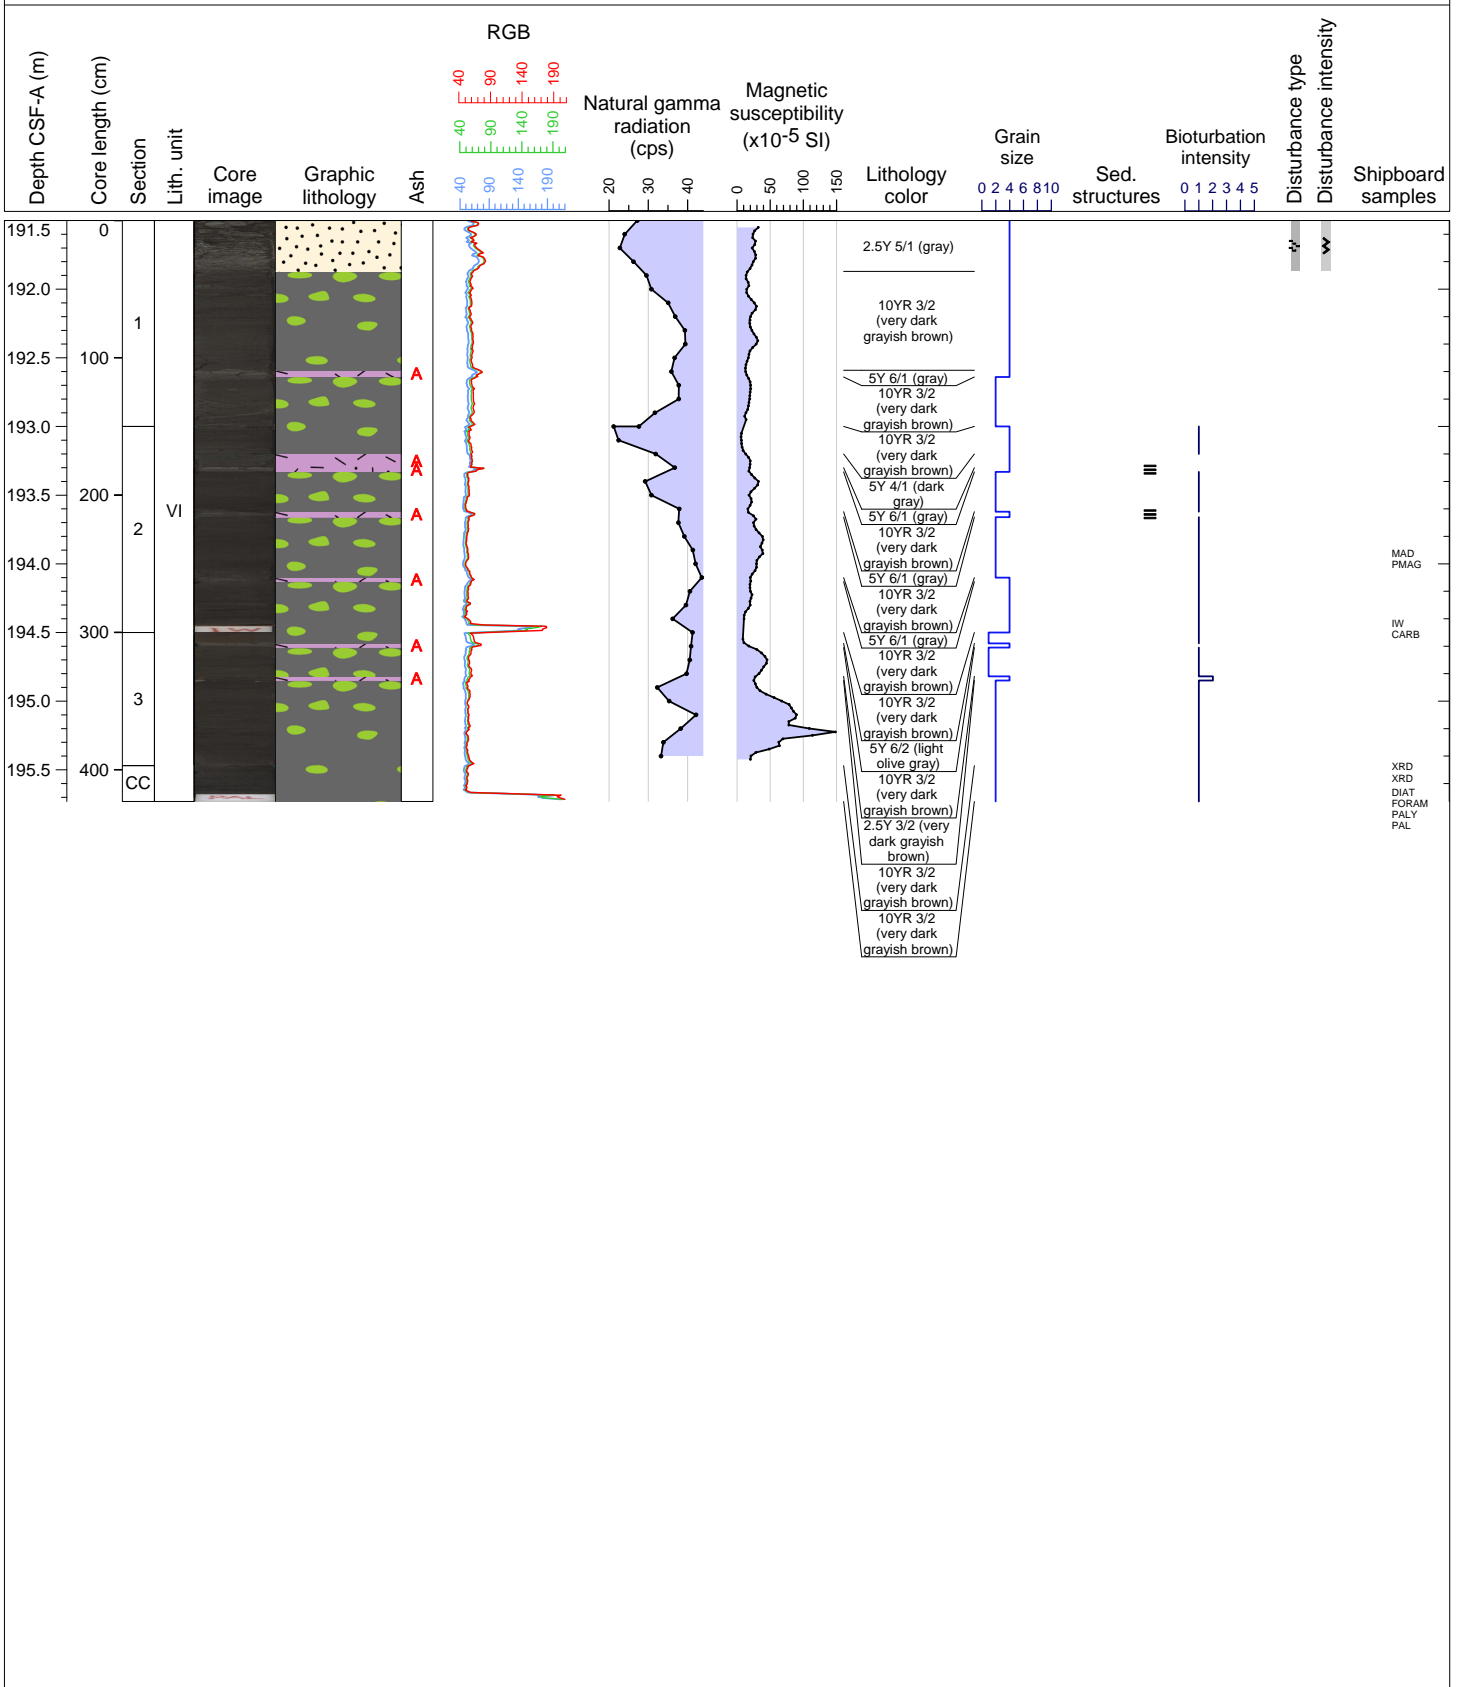 RGB
40 90 140 190
40 90 140 190
40 90 140 190
Depth CSF-A (m)
Core length (cm)
Section
Lith. unit
Core
image
Graphic
lithology
Ash
Natural gamma
radiation
(cps)
20 30 40
Magnetic
susceptibility
(x10-5 SI)
0 50 100 150
Lithology
color
Grain
size
0 2 4 6 8 10
Sed.
structures
Bioturbation
intensity
0 1 2 3 4 5
Disturbance type
Disturbance intensity
Shipboard
samples
191.5
192.0
192.5
193.0
193.5
194.0
194.5
195.0
195.5
0
100
200
300
400
1
2
3
CC
VI
IW
PAL
A
A
A
A
A
A
A
2.5Y 5/1 (gray)
10YR 3/2
(very dark
grayish brown)
5Y 6/1 (gray)
10YR 3/2
(very dark
grayish brown)
10YR 3/2
(very dark
grayish brown)
5Y 4/1 (dark
gray)
5Y 6/1 (gray)
10YR 3/2
(very dark
grayish brown)
5Y 6/1 (gray)
10YR 3/2
(very dark
grayish brown)
5Y 6/1 (gray)
10YR 3/2
(very dark
grayish brown)
10YR 3/2
(very dark
grayish brown)
5Y 6/2 (light
olive gray)
10YR 3/2
(very dark
grayish brown)
2.5Y 3/2 (very
dark grayish
brown)
10YR 3/2
(very dark
grayish brown)
10YR 3/2
(very dark
grayish brown)
MAD
PMAG
IW
CARB
XRD
XRD
DIAT
FORAM
PALY
PAL